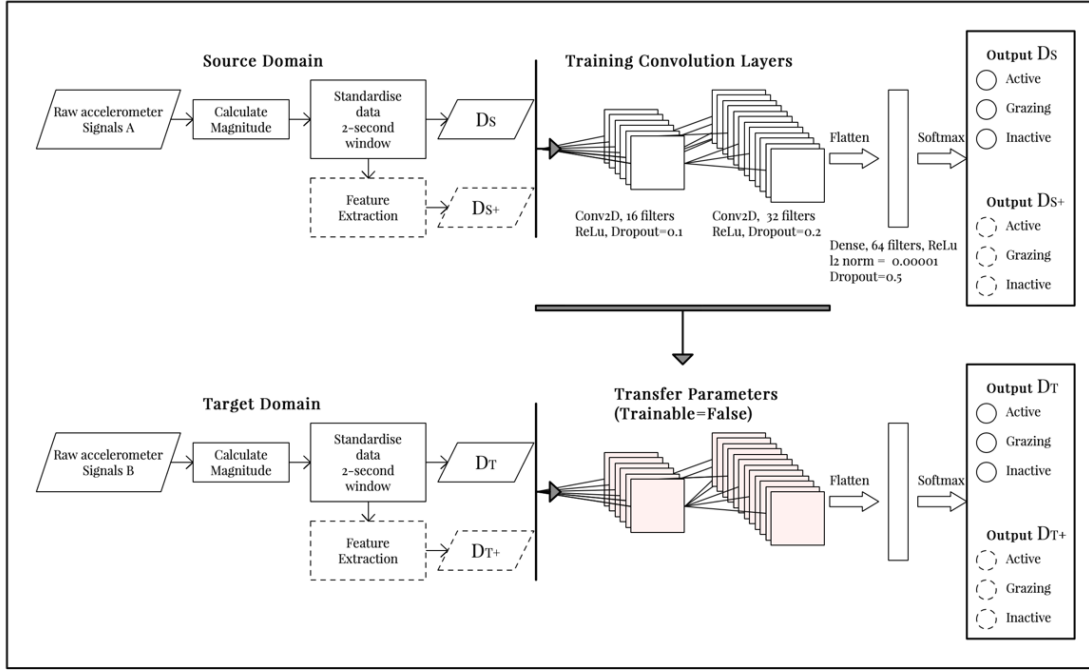 Source Domain
Raw accelerometer
Signals A
Calculate
Magnitude
Standardise
data
2-second
window
DS
Feature
Extraction
DS+
Training Convolution Layers
Conv2D, 16 filters
ReLu, Dropout=0.1
Conv2D, 32 filters
ReLu, Dropout=0.2
Flatten
Dense, 64 filters, ReLu
l2 norm = 0.00001
Dropout=0.5
Softmax
Output DS
Active
Grazing
Inactive
Output DS+
Active
Grazing
Inactive
Target Domain
Raw accelerometer
Signals B
Calculate
Magnitude
Standardise
data
2-second
window
DT
Feature
Extraction
DT+
Transfer Parameters
(Trainable=False)
Flatten
Softmax
Output DT
Active
Grazing
Inactive
Output DT+
Active
Grazing
Inactive